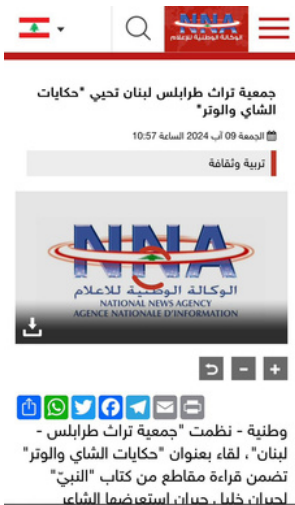 NNA
الوكالة الوطنية للإعلام
جمعية تراث طرابلس لبنان تحيي "حكايات
الشاي والوتر"
الجمعة 09 آب 2024 الساعة 10:57
تربية وثقافة
NNA
الوكالة الوطنية للاعلام
NATIONAL NEWS AGENCY
AGENCE NATIONALE D'INFORMATION
وطنية - نظمت "جمعية تراث طرابلس -
لبنان"، لقاء بعنوان "حكايات الشاي والوتر"
تضمن قراءة مقاطع من كتاب "النبيّ"
لجبران خليل جبران استعرضها الشاعر